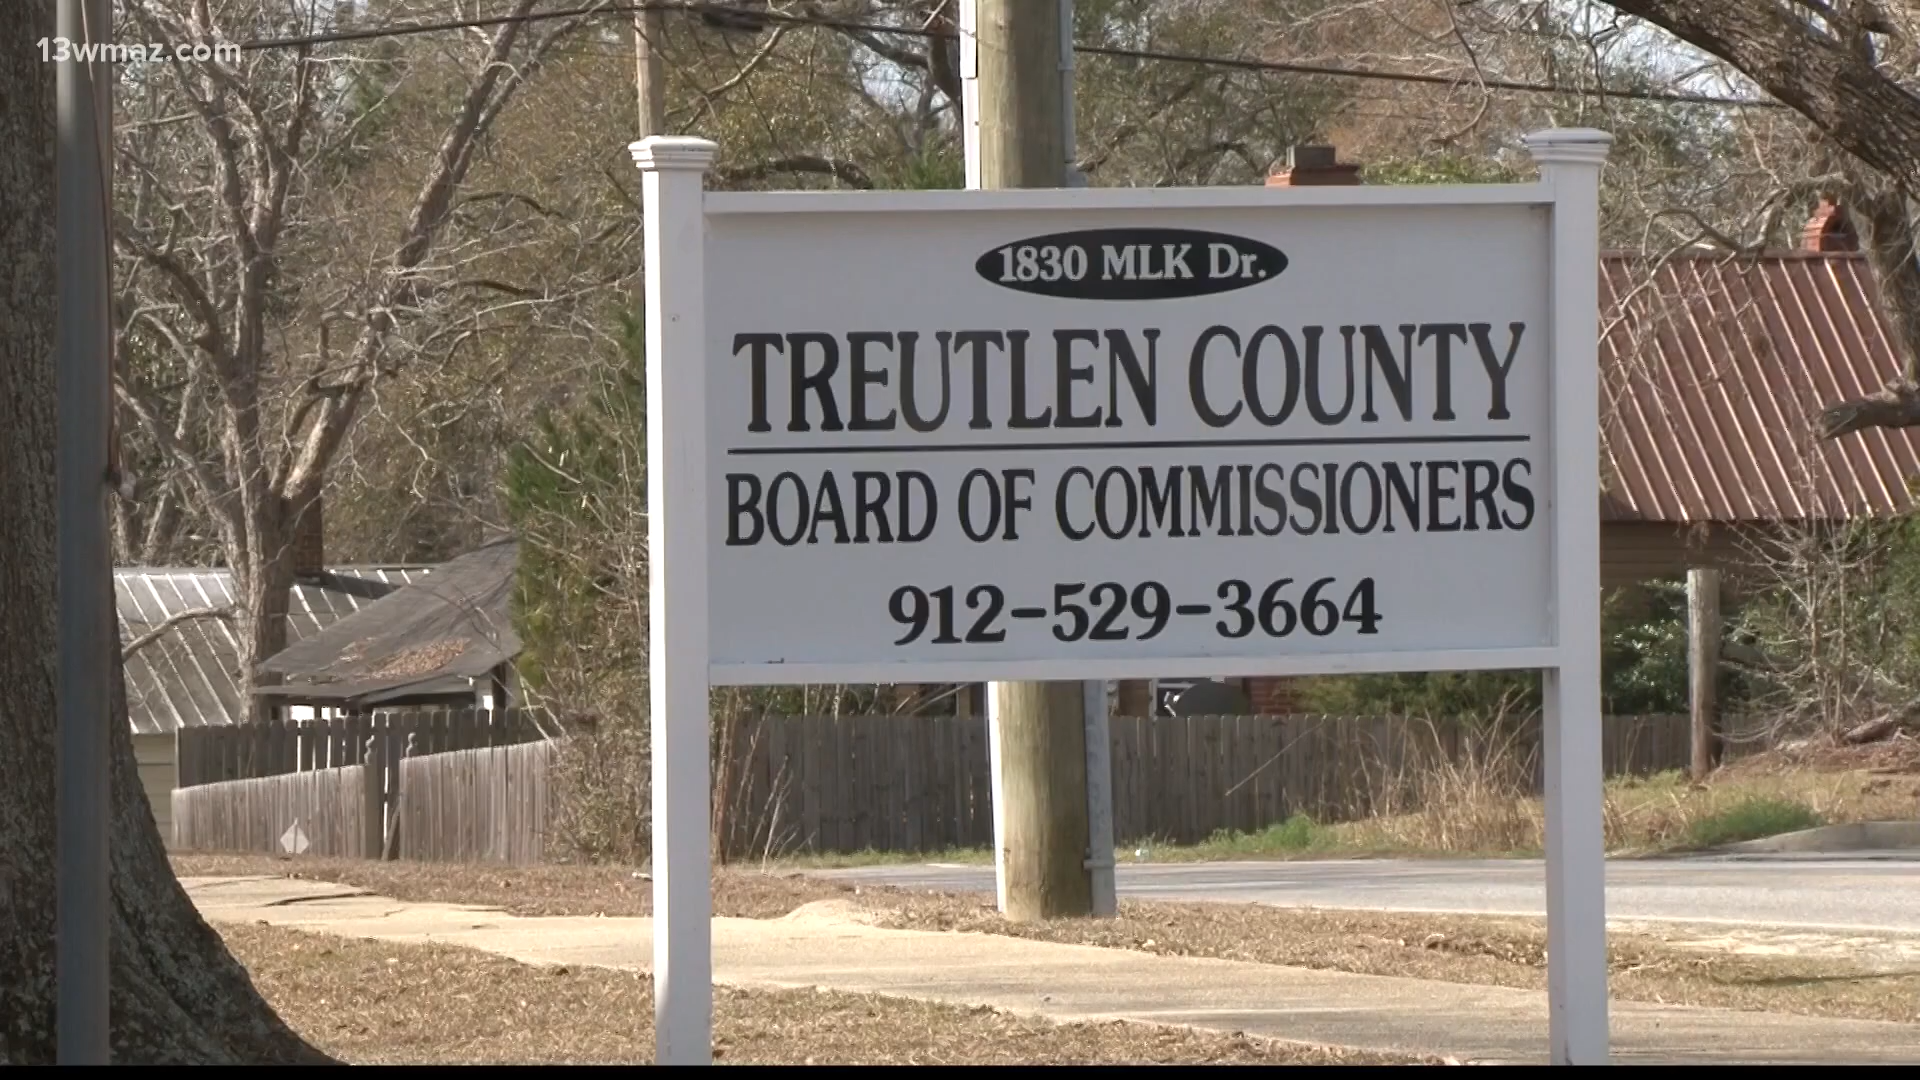 13wmaz.com
1830 MLK Dr.
TREUTLEN COUNTY
BOARD OF COMMISSIONERS
912-529-3664